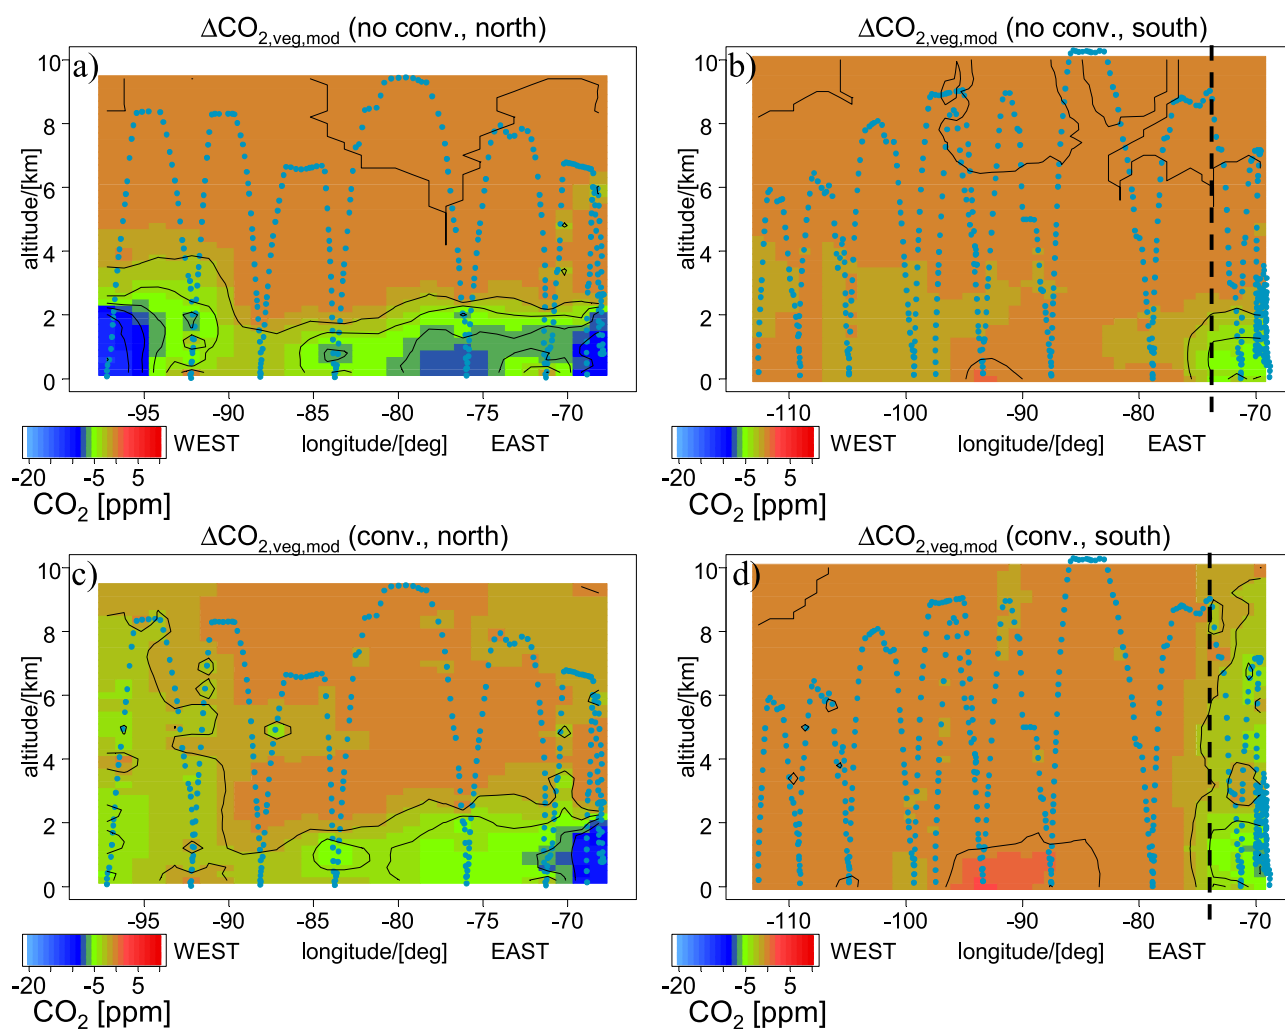 ΔCO2,veg,mod (no conv., north)
a)
altitude/[km]
10
8
6
4
2
0
-95 -90 -85 -80 -75 -70
WEST longitude/[deg] EAST
-20 -5 5
CO2 [ppm]
ΔCO2,veg,mod (no conv., south)
b)
altitude/[km]
10
8
6
4
2
0
-110 -100 -90 -80 -70
WEST longitude/[deg] EAST
-20 -5 5
CO2 [ppm]
ΔCO2,veg,mod (conv., north)
c)
altitude/[km]
10
8
6
4
2
0
-95 -90 -85 -80 -75 -70
WEST longitude/[deg] EAST
-20 -5 5
CO2 [ppm]
ΔCO2,veg,mod (conv., south)
d)
altitude/[km]
10
8
6
4
2
0
-110 -100 -90 -80 -70
WEST longitude/[deg] EAST
-20 -5 5
CO2 [ppm]